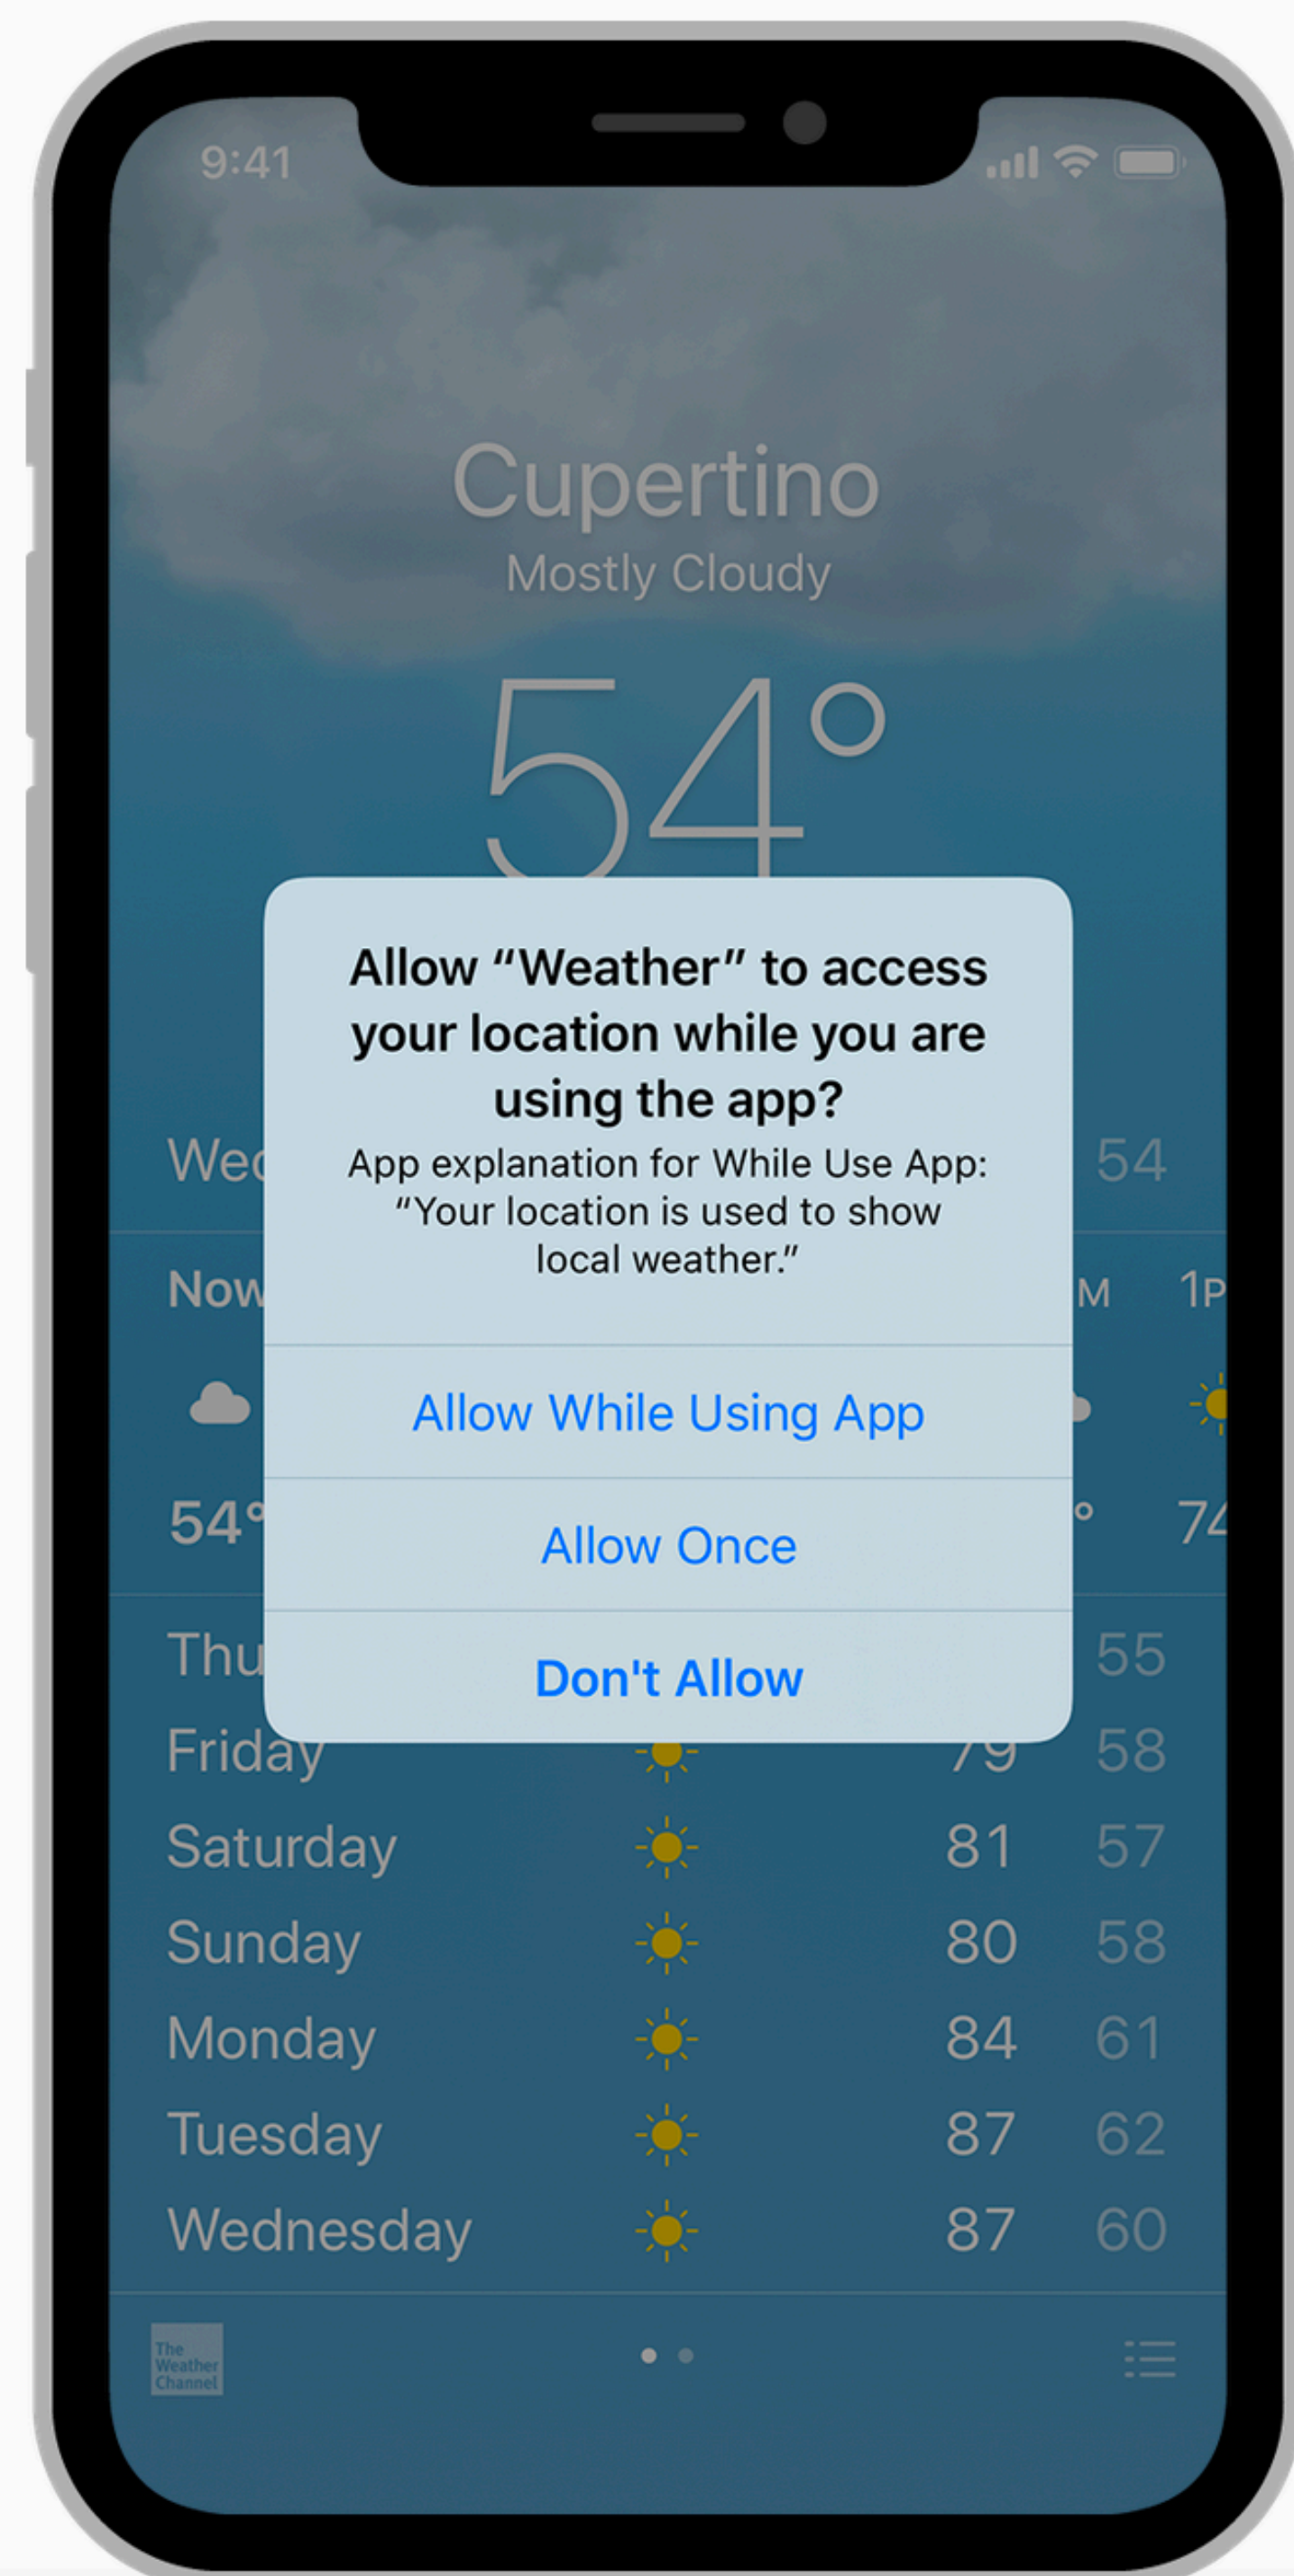 9:41
Cupertino
Mostly Cloudy
54°
Allow “Weather” to access
your location while you are
using the app?
App explanation for While Use App:
“Your location is used to show
local weather.”
Allow While Using App
Allow Once
Don't Allow
54
Now
54°
55
Friday 79 58
Saturday 81 57
Sunday 80 58
Monday 84 61
Tuesday 87 62
Wednesday 87 60
The
Weather
Channel